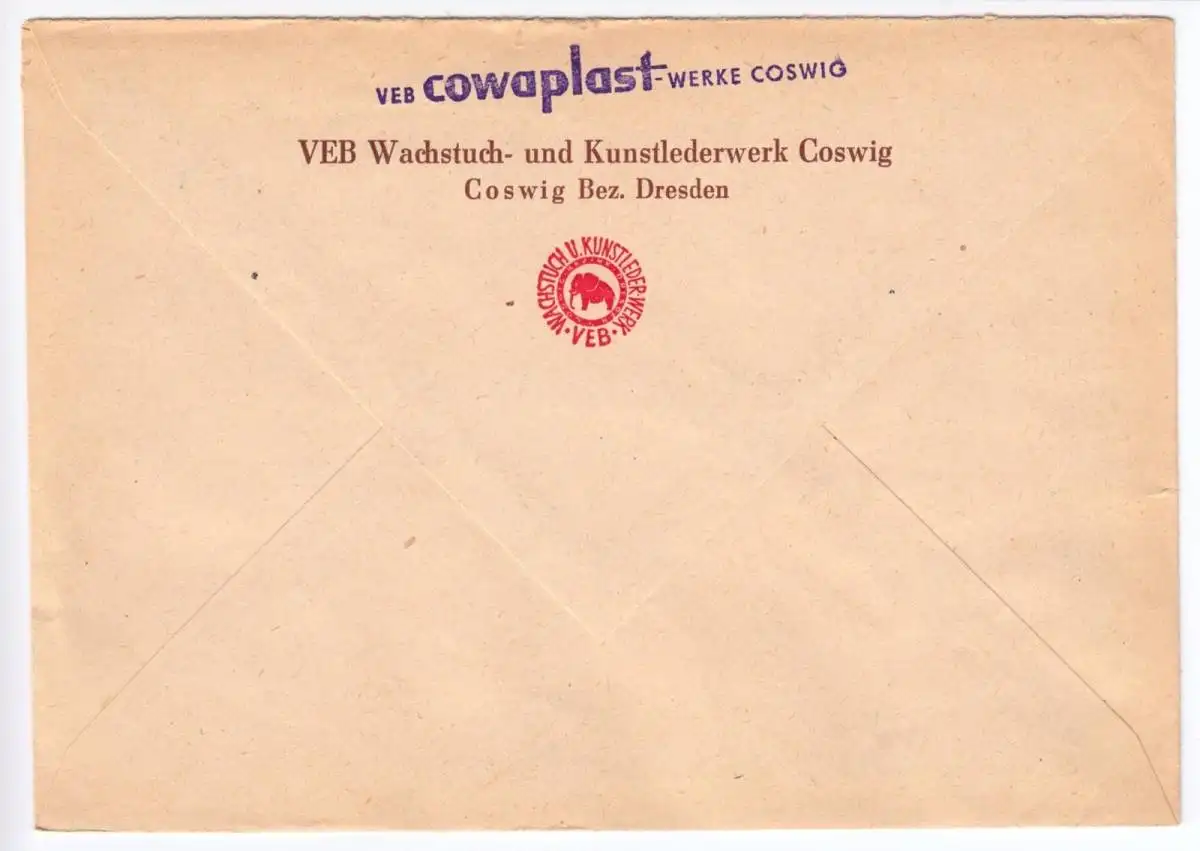 VEB cowaplast-WERKE COSWIG
VEB Wachstuch- und Kunstlederwerk Coswig
Coswig Bez. Dresden
WACHSTUCH U. KUNSTLEDER-WERK
· VEB ·